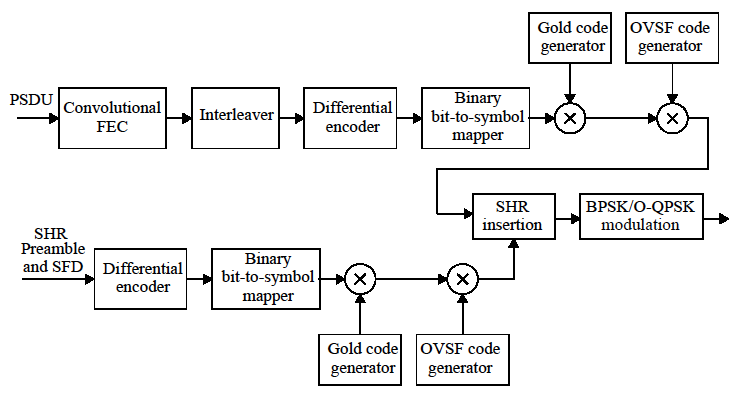 Gold code
generator
OVSF code
generator
PSDU
Convolutional
FEC
Interleaver
Differential
encoder
Binary
bit-to-symbol
mapper
SHR
insertion
BPSK/O-QPSK
modulation
SHR
Preamble
and SFD
Differential
encoder
Binary
bit-to-symbol
mapper
Gold code
generator
OVSF code
generator